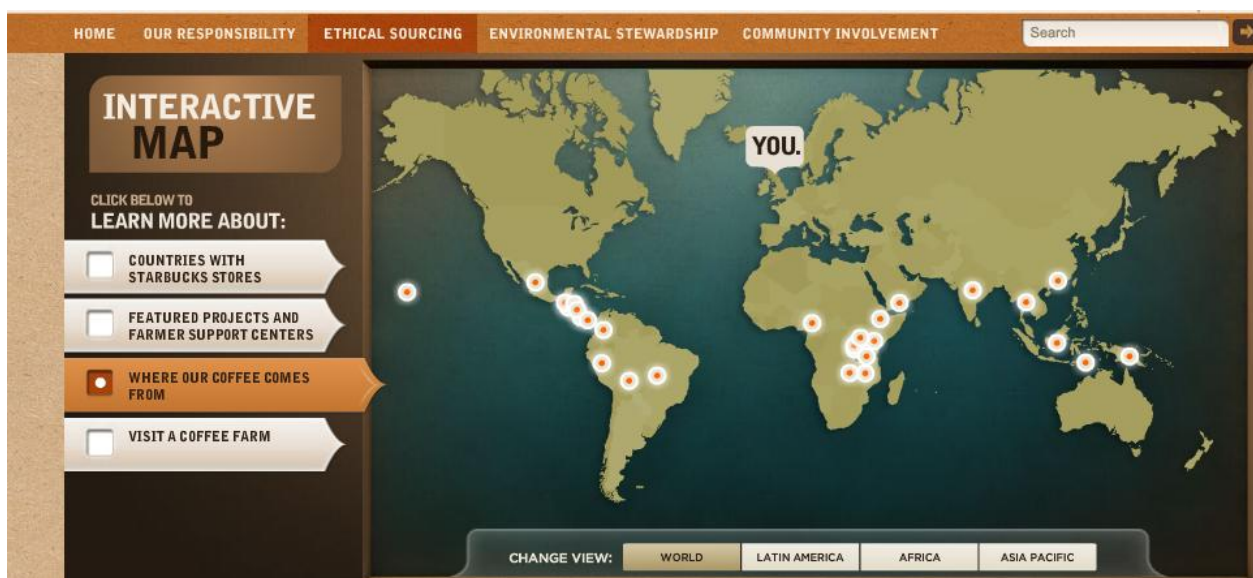 HOME OUR RESPONSIBILITY ETHICAL SOURCING ENVIRONMENTAL STEWARDSHIP COMMUNITY INVOLVEMENT Search
INTERACTIVE
MAP
CLICK BELOW TO
LEARN MORE ABOUT:
COUNTRIES WITH
STARBUCKS STORES
FEATURED PROJECTS AND
FARMER SUPPORT CENTERS
WHERE OUR COFFEE COMES
FROM
VISIT A COFFEE FARM
YOU.
CHANGE VIEW: WORLD LATIN AMERICA AFRICA ASIA PACIFIC